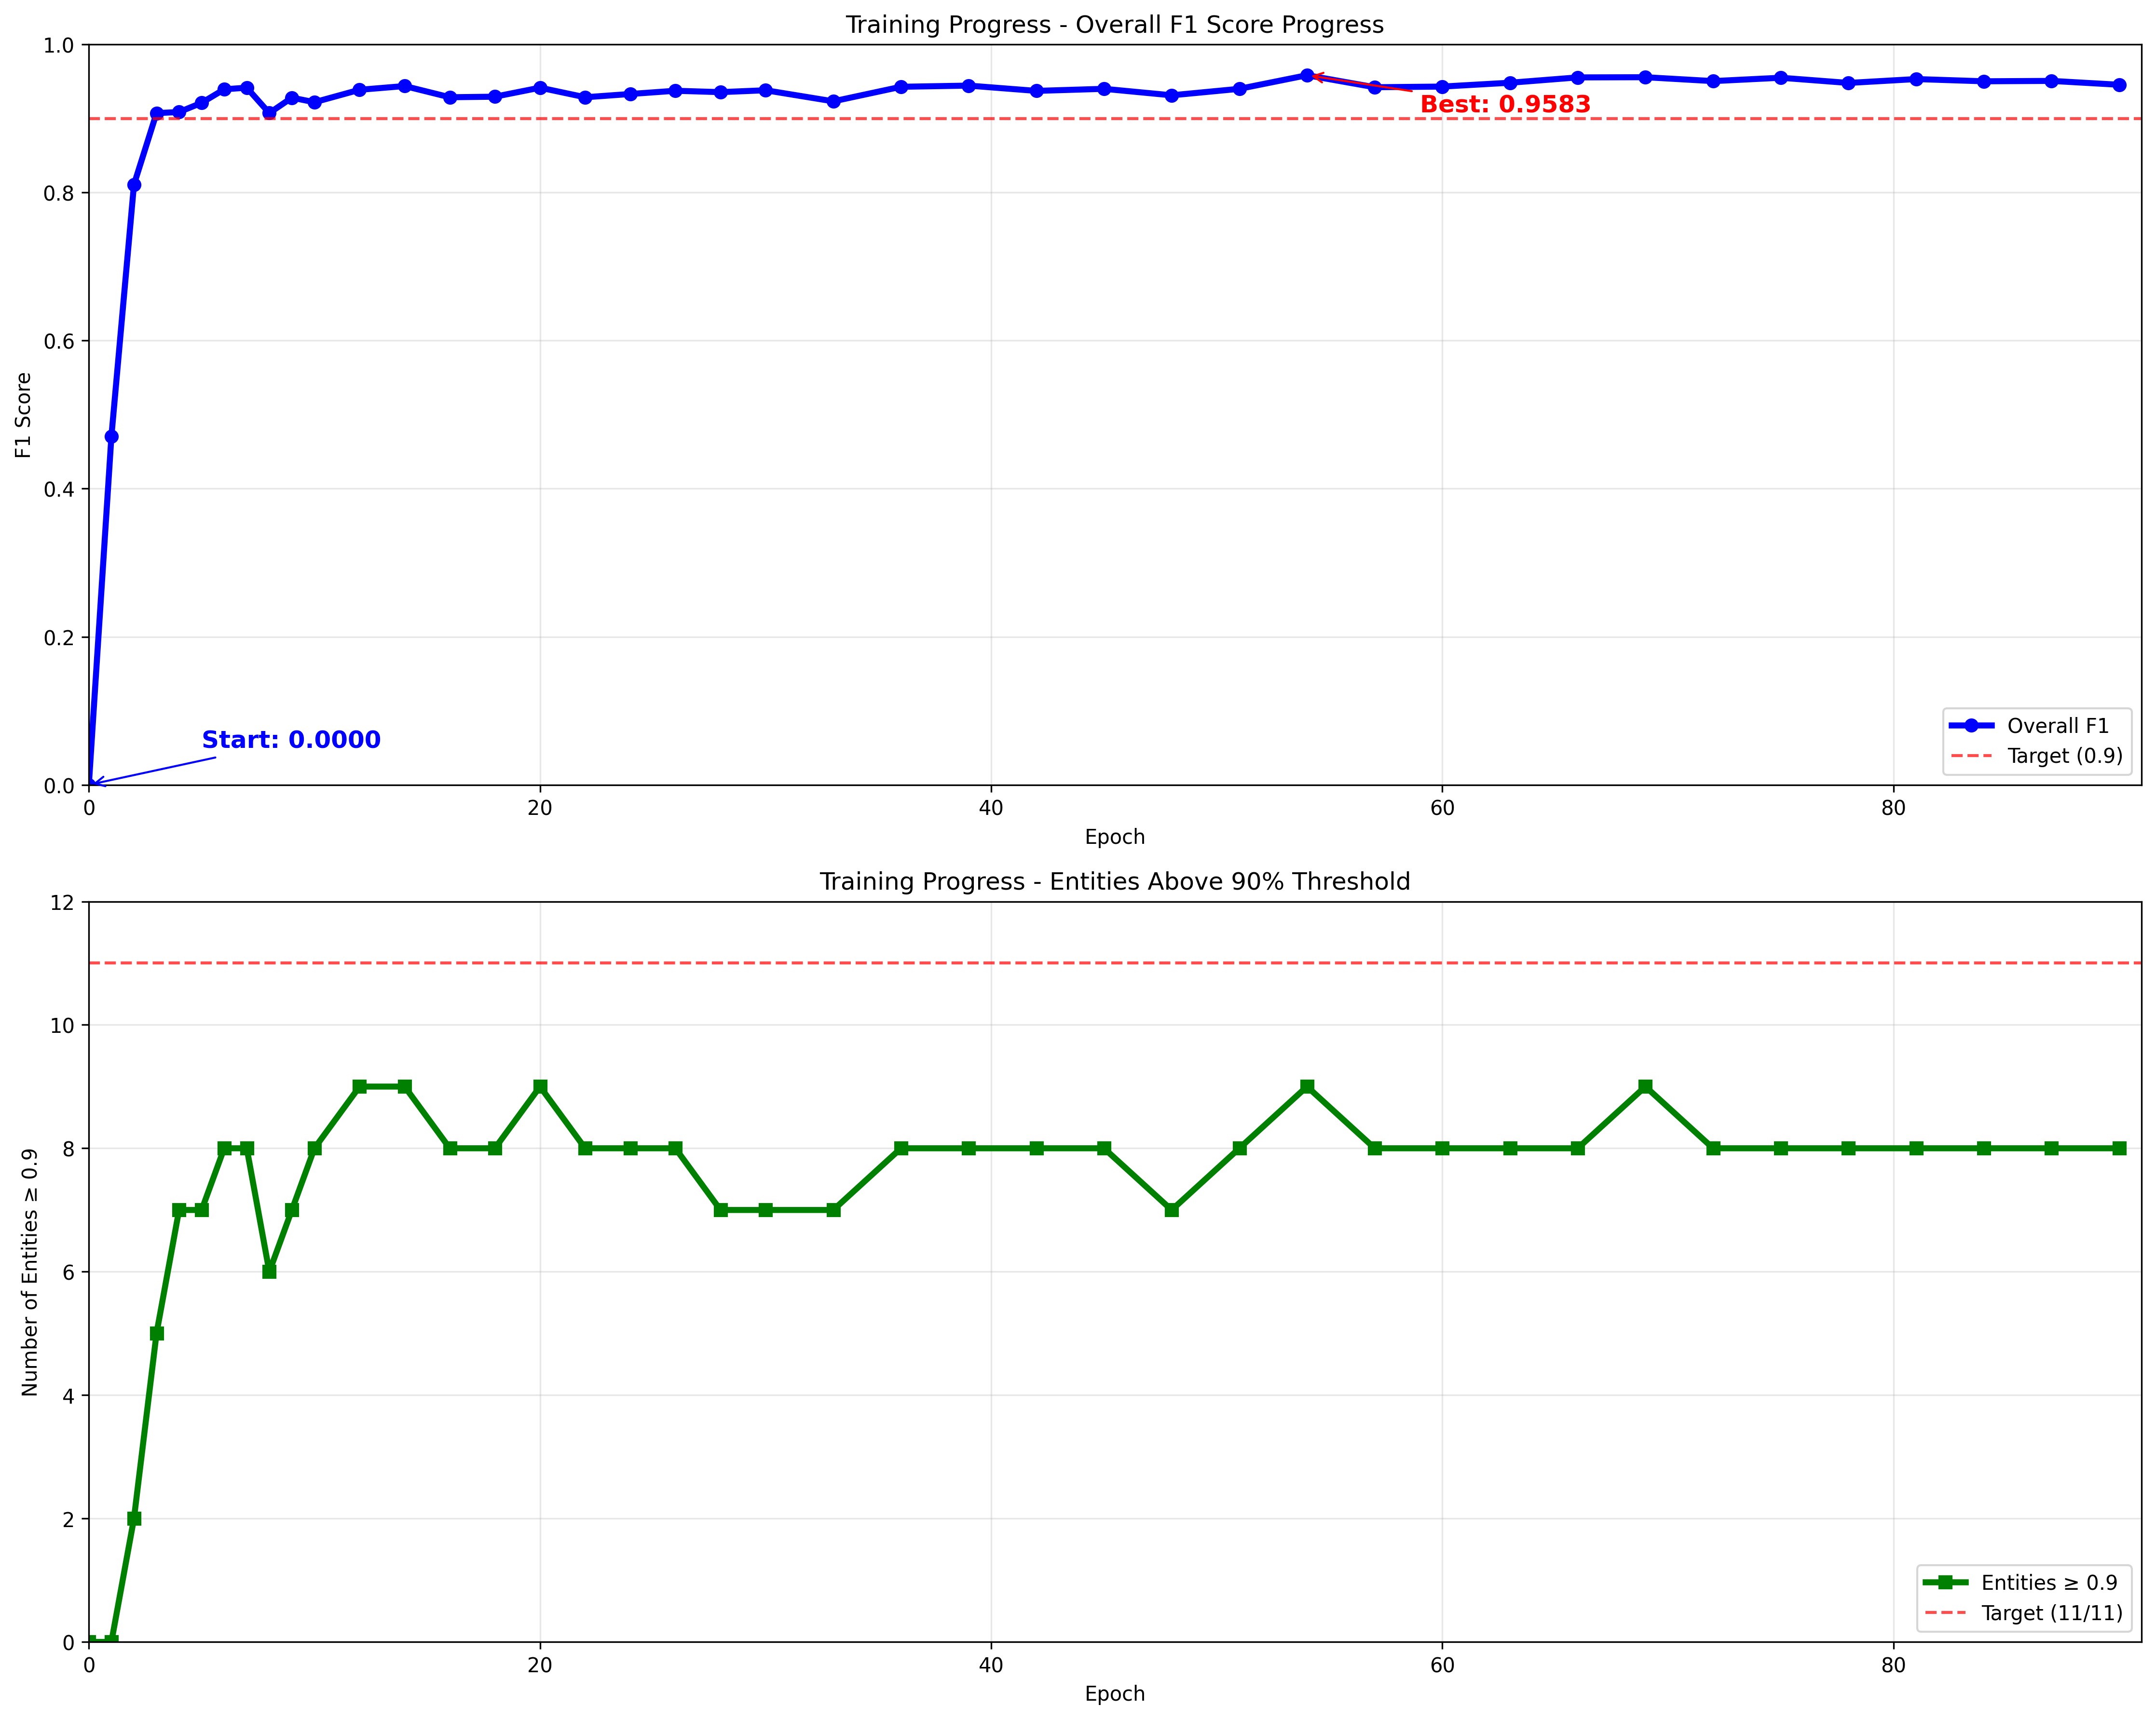 Training Progress - Overall F1 Score Progress
1.0
0.8
0.6
0.4
0.2
0.0
F1 Score
Best: 0.9583
Start: 0.0000
Overall F1
Target (0.9)
0 20 40 60 80
Epoch
Training Progress - Entities Above 90% Threshold
12
10
8
6
4
2
0
Number of Entities ≥ 0.9
Entities ≥ 0.9
Target (11/11)
0 20 40 60 80
Epoch